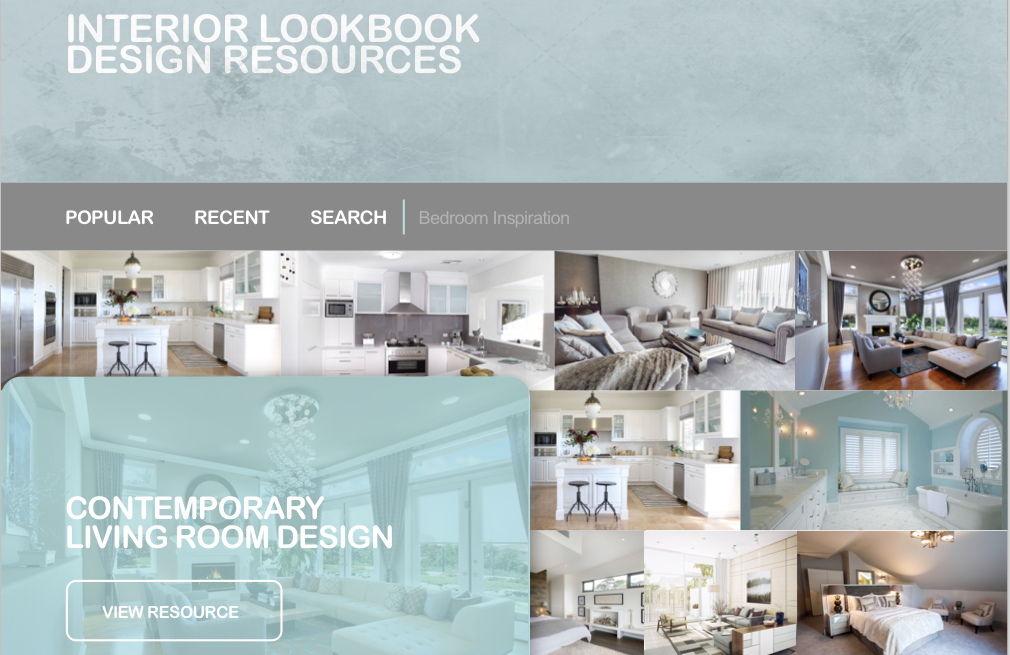 INTERIOR LOOKBOOK
DESIGN RESOURCES
POPULAR RECENT SEARCH Bedroom Inspiration
CONTEMPORARY
LIVING ROOM DESIGN
VIEW RESOURCE